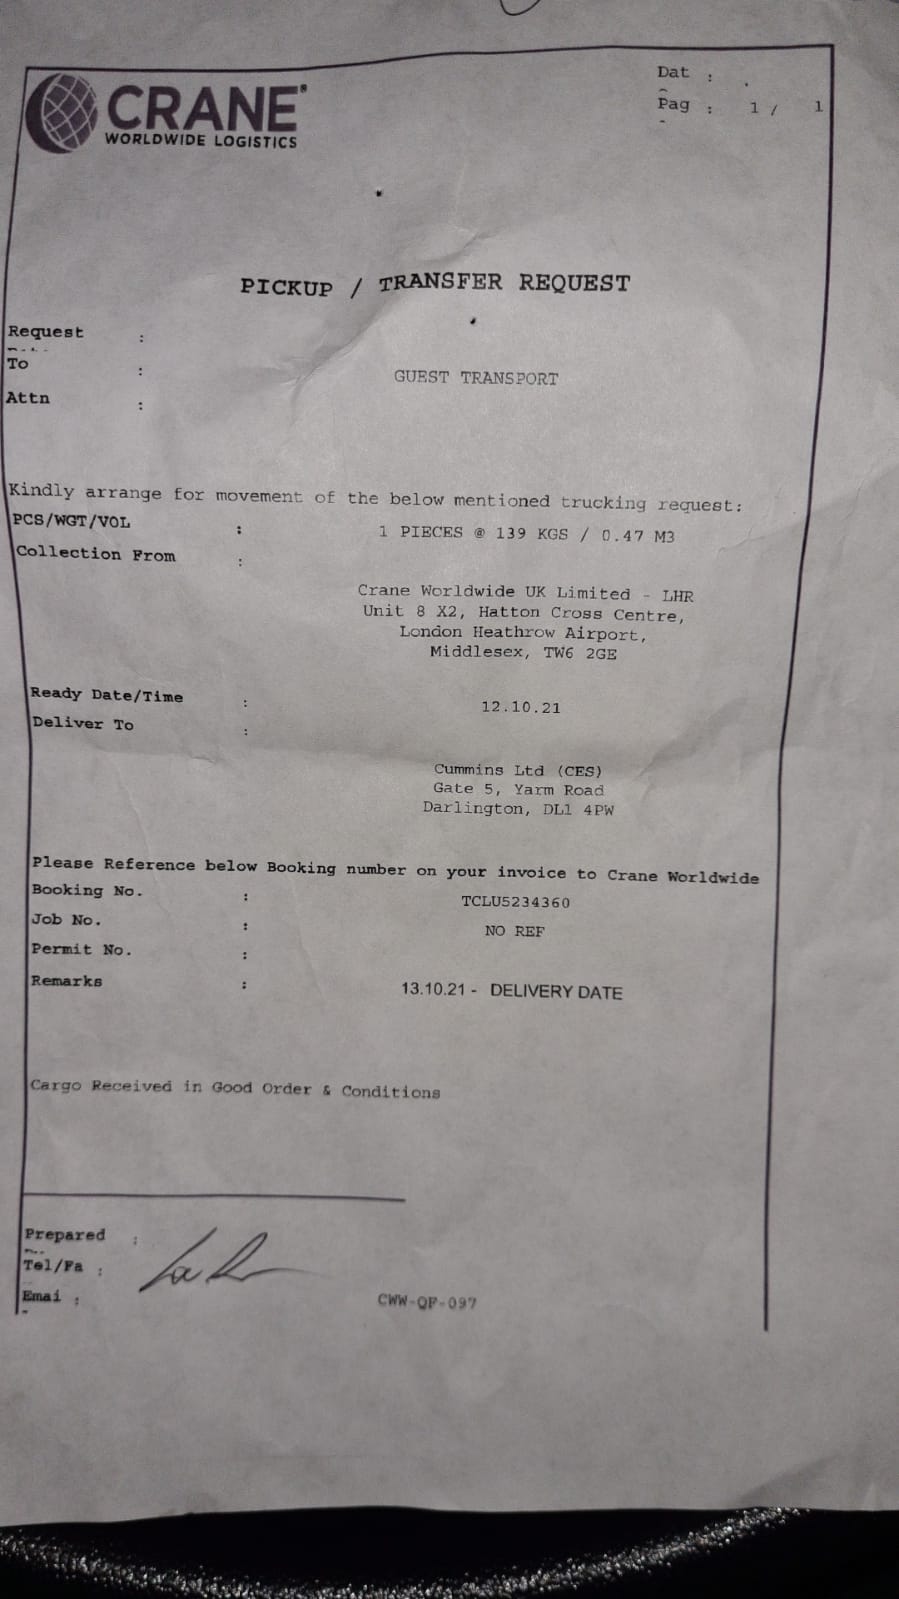 CRANE®
WORLDWIDE LOGISTICS
Dat :
Pag : 1 / 1
PICKUP / TRANSFER REQUEST
Request :
To : GUEST TRANSPORT
Attn :
Kindly arrange for movement of the below mentioned trucking request:
PCS/WGT/VOL : 1 PIECES @ 139 KGS / 0.47 M3
Collection From :
Crane Worldwide UK Limited - LHR
Unit 8 X2, Hatton Cross Centre,
London Heathrow Airport,
Middlesex, TW6 2GE
Ready Date/Time : 12.10.21
Deliver To :
Cummins Ltd (CES)
Gate 5, Yarm Road
Darlington, DL1 4PW
Please Reference below Booking number on your invoice to Crane Worldwide
Booking No. : TCLU5234360
Job No. : NO REF
Permit No. :
Remarks : 13.10.21 - DELIVERY DATE
Cargo Received in Good Order & Conditions
Prepared :
Tel/Fa :
Emai :
CWW-QF-097